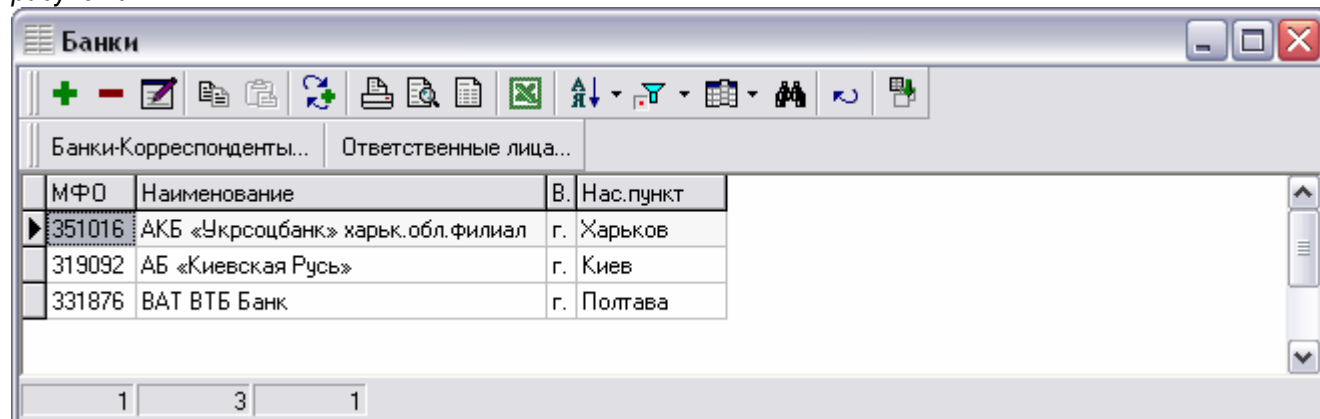 Банки
Банки-Корреспонденты... Ответственные лица...
МФО Наименование В. Нас.пункт
351016 АКБ «Укрсоцбанк» харьк.обл.филиал г. Харьков
319092 АБ «Киевская Русь» г. Киев
331876 ВАТ ВТБ Банк г. Полтава
1 3 1